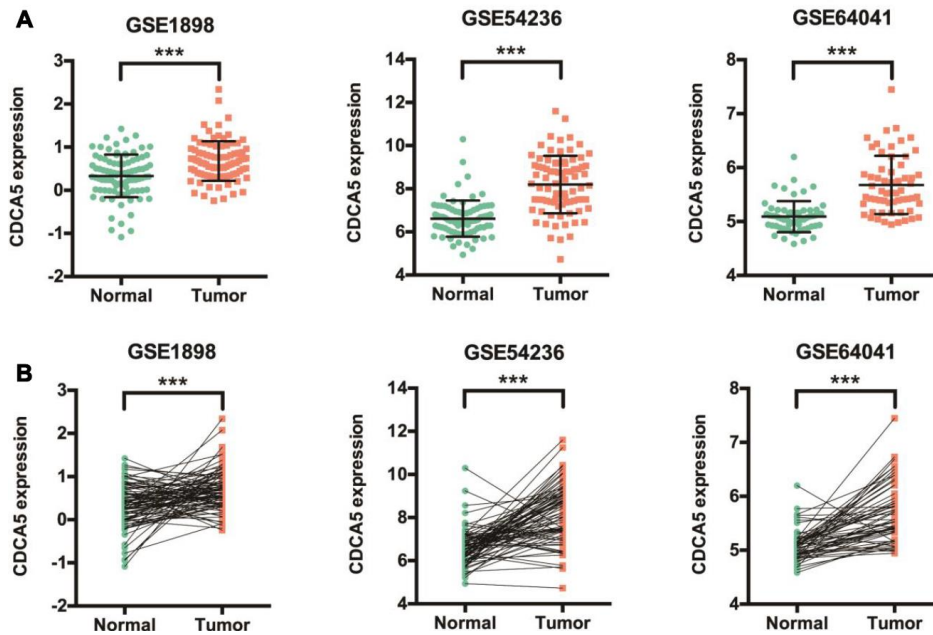 A
GSE1898
GSE54236
GSE64041
***
***
***
CDCA5 expression
3
2
1
0
-1
-2
Normal Tumor
CDCA5 expression
14
12
10
8
6
4
Normal Tumor
CDCA5 expression
8
7
6
5
4
Normal Tumor
B
GSE1898
GSE54236
GSE64041
***
***
***
CDCA5 expression
3
2
1
0
-1
-2
Normal Tumor
CDCA5 expression
14
12
10
8
6
4
Normal Tumor
CDCA5 expression
8
7
6
5
4
Normal Tumor